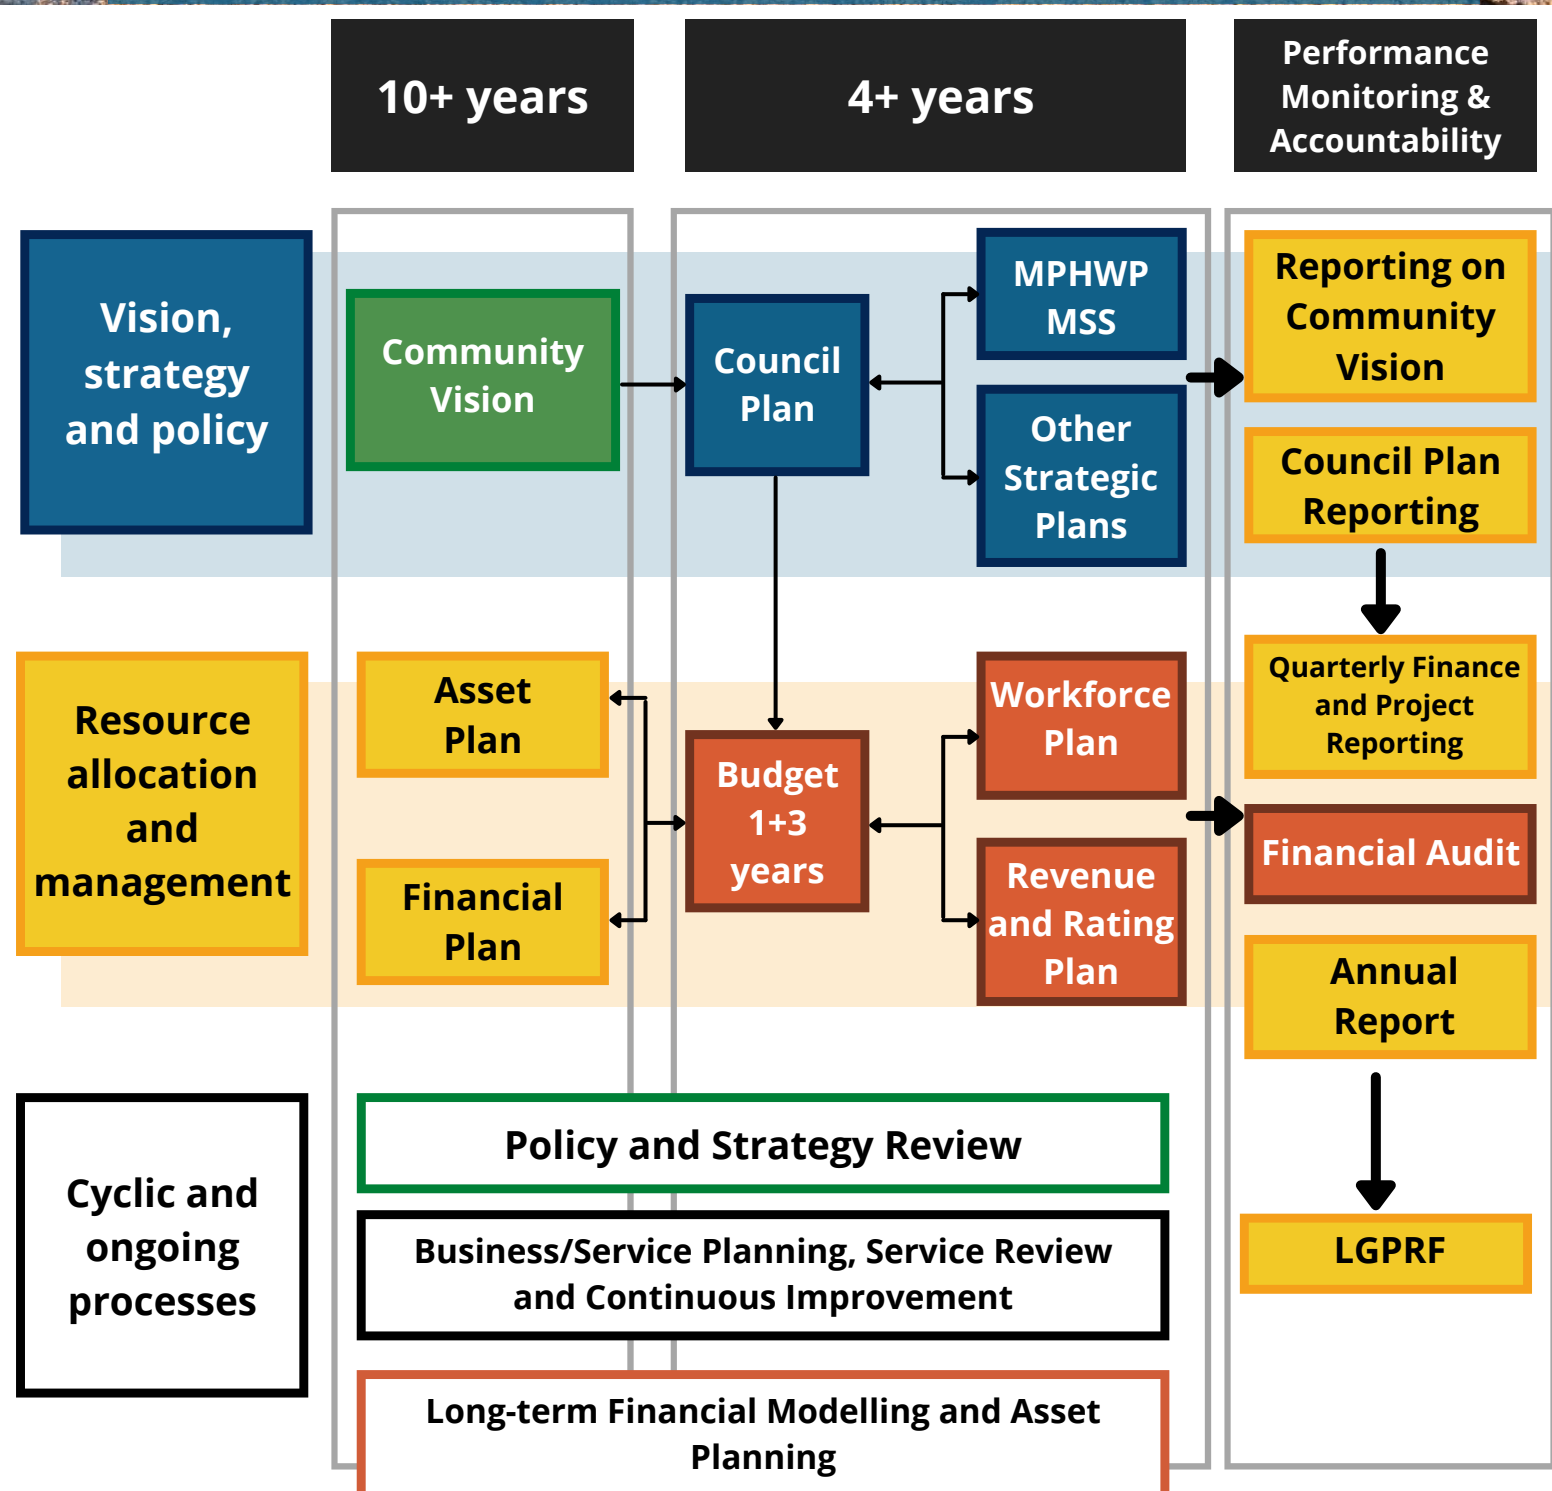 10+ years
4+ years
Performance
Monitoring &
Accountability
Vision,
strategy
and policy
Community
Vision
Council
Plan
MPHWP
MSS
Other
Strategic
Plans
Reporting on
Community
Vision
Council Plan
Reporting
Resource
allocation
and
management
Asset
Plan
Financial
Plan
Budget
1+3
years
Workforce
Plan
Revenue
and Rating
Plan
Quarterly Finance
and Project
Reporting
Financial Audit
Annual
Report
Cyclic and
ongoing
processes
Policy and Strategy Review
Business/Service Planning, Service Review
and Continuous Improvement
Long-term Financial Modelling and Asset
Planning
LGPRF